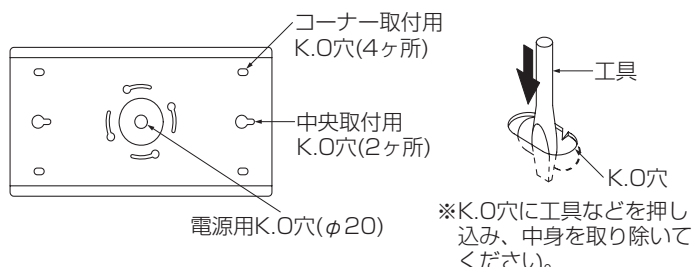 コーナー取付用
K.O穴(4ヶ所)
中央取付用
K.O穴(2ヶ所)
電源用K.O穴(φ20)
工具
K.O穴
※K.O穴に工具などを押し
込み、中身を取り除いて
ください。